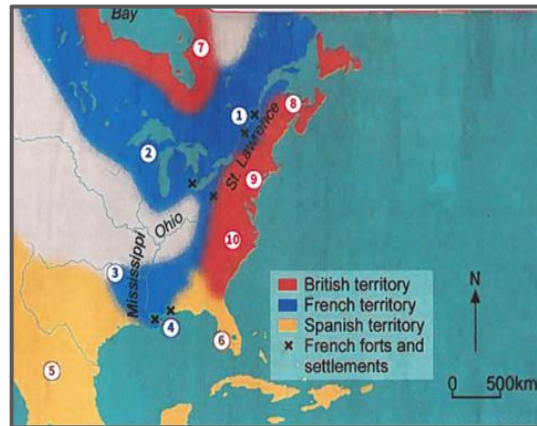 Bay
7
1
8
St. Lawrence
2
9
Ohio
10
3
Mississippi
4
6
5
British territory
French territory
Spanish territory
French forts and
settlements
N
0 500km